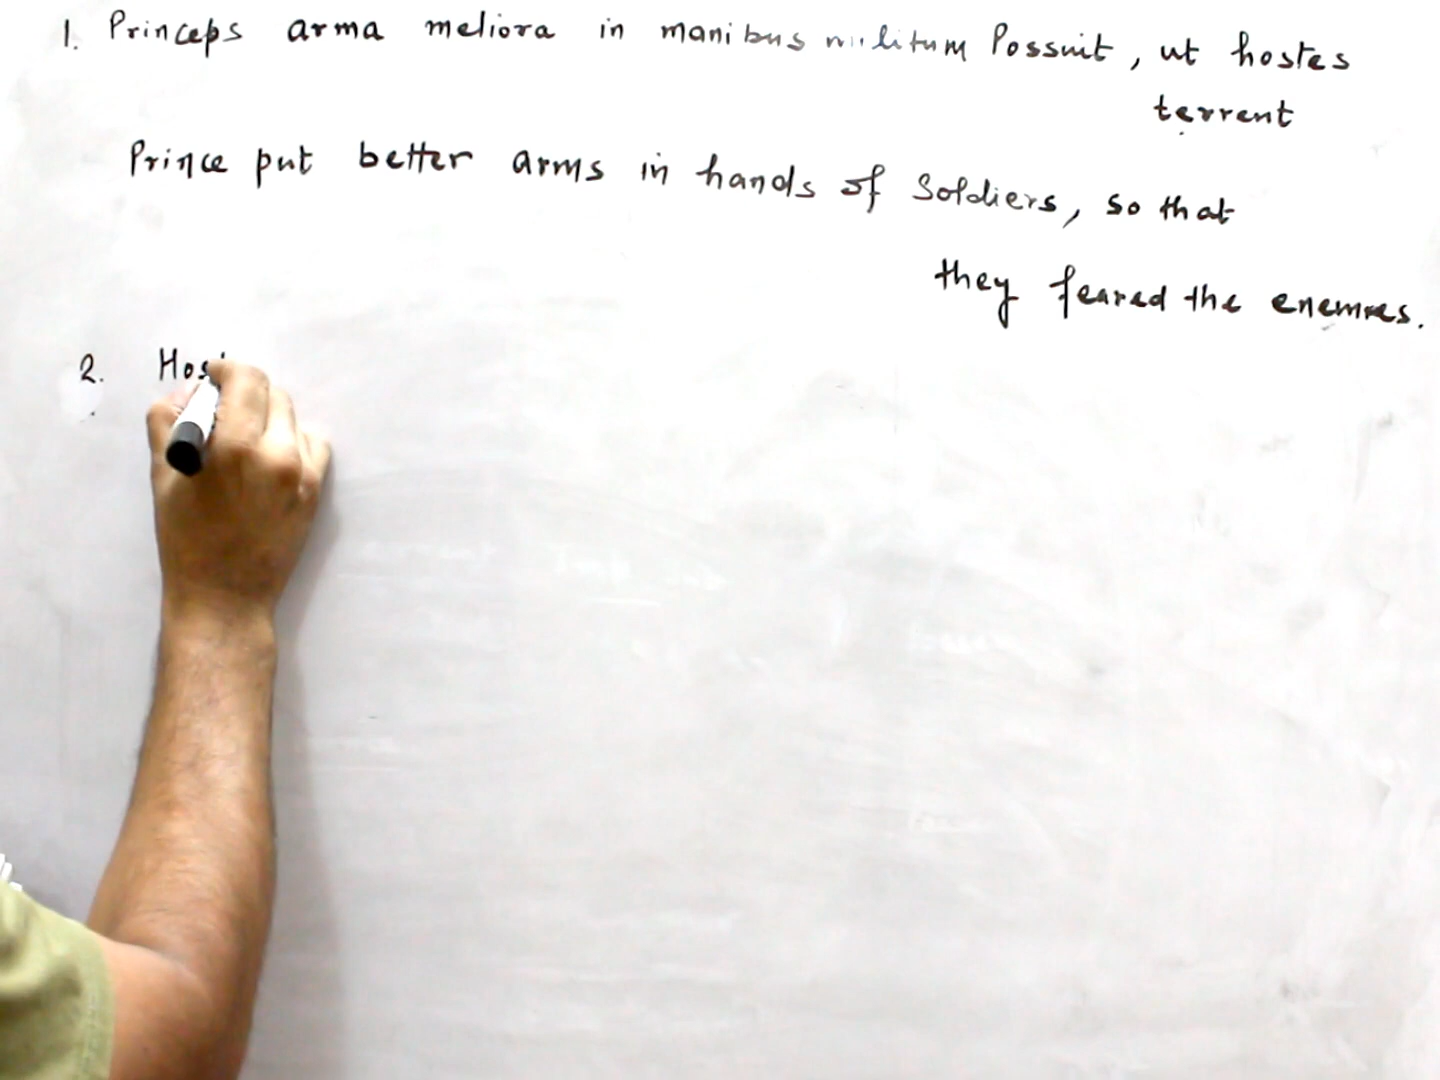 1. Princeps arma meliora in manibus militum Possuit, ut hostes
terrent
Prince put better arms in hands of Soldiers, so that
they feared the enemies.
2. Hos